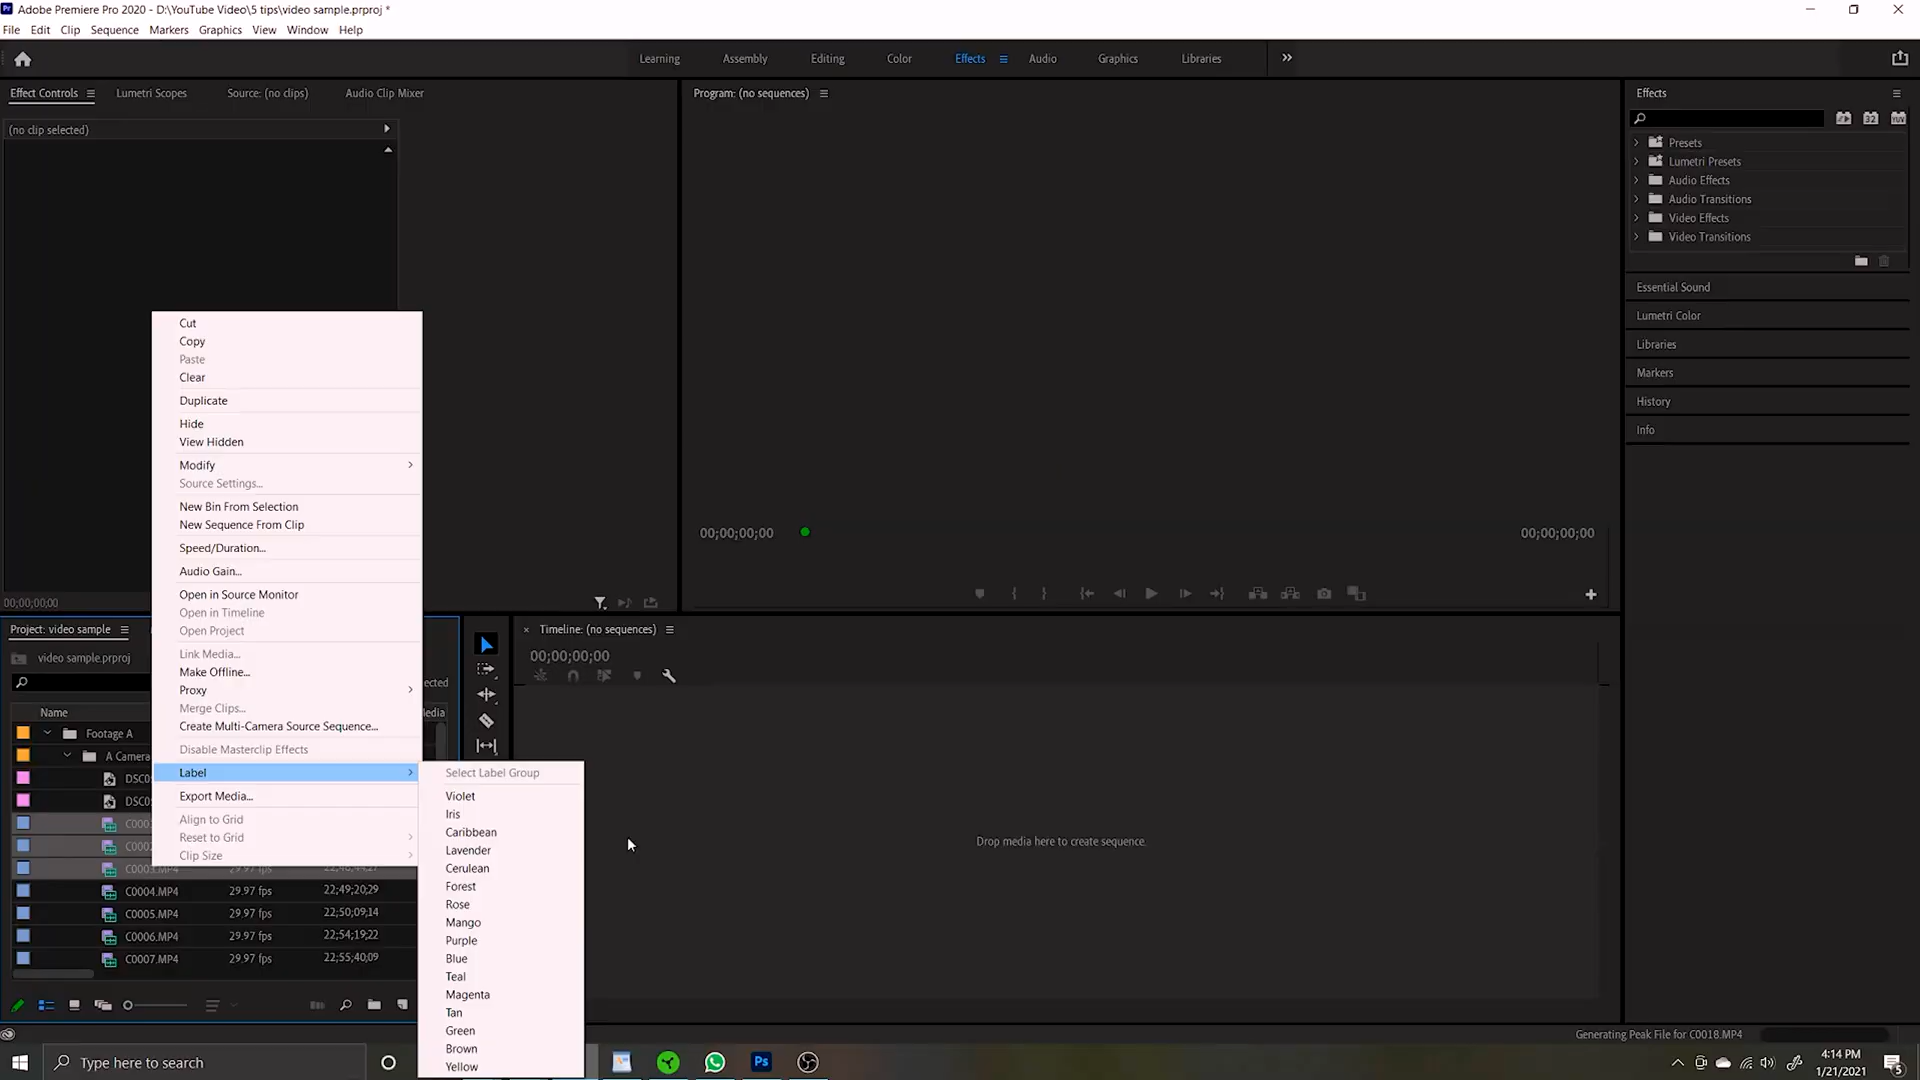 Adobe Premiere Pro 2020 - D:\YouTube Video\5 tips\video sample.prproj *
File Edit Clip Sequence Markers Graphics View Window Help
Learning Assembly Editing Color Effects Audio Graphics Libraries
Effect Controls Lumetri Scopes Source: (no clips) Audio Clip Mixer
Program: (no sequences)
Effects
(no clip selected)
Presets
Lumetri Presets
Audio Effects
Audio Transitions
Video Effects
Video Transitions
Essential Sound
Lumetri Color
Libraries
Markers
History
Info
Cut
Copy
Paste
Clear
Duplicate
Hide
View Hidden
Modify
Source Settings...
New Bin From Selection
New Sequence From Clip
Speed/Duration...
Audio Gain...
Open in Source Monitor
Open in Timeline
Open Project
Link Media...
Make Offline...
Proxy
Merge Clips...
Create Multi-Camera Source Sequence...
Disable Masterclip Effects
Label
Export Media...
Align to Grid
Reset to Grid
Clip Size
Select Label Group
Violet
Iris
Caribbean
Lavender
Cerulean
Forest
Rose
Mango
Purple
Blue
Teal
Magenta
Tan
Green
Brown
Yellow
00;00;00;00 00;00;00;00
00;00;00;00
Project: video sample
video sample.prproj
Name
Footage A
A Camera
C0003.MP4 29.97 fps
C0004.MP4 29.97 fps 22;49;20;29
C0005.MP4 29.97 fps 22;50;09;14
C0006.MP4 29.97 fps 22;54;19;22
C0007.MP4 29.97 fps 22;55;40;09
Timeline: (no sequences)
00;00;00;00
Drop media here to create sequence.
Generating Peak File for C0018.MP4
Type here to search
Ps
4:14 PM
1/21/2021
5